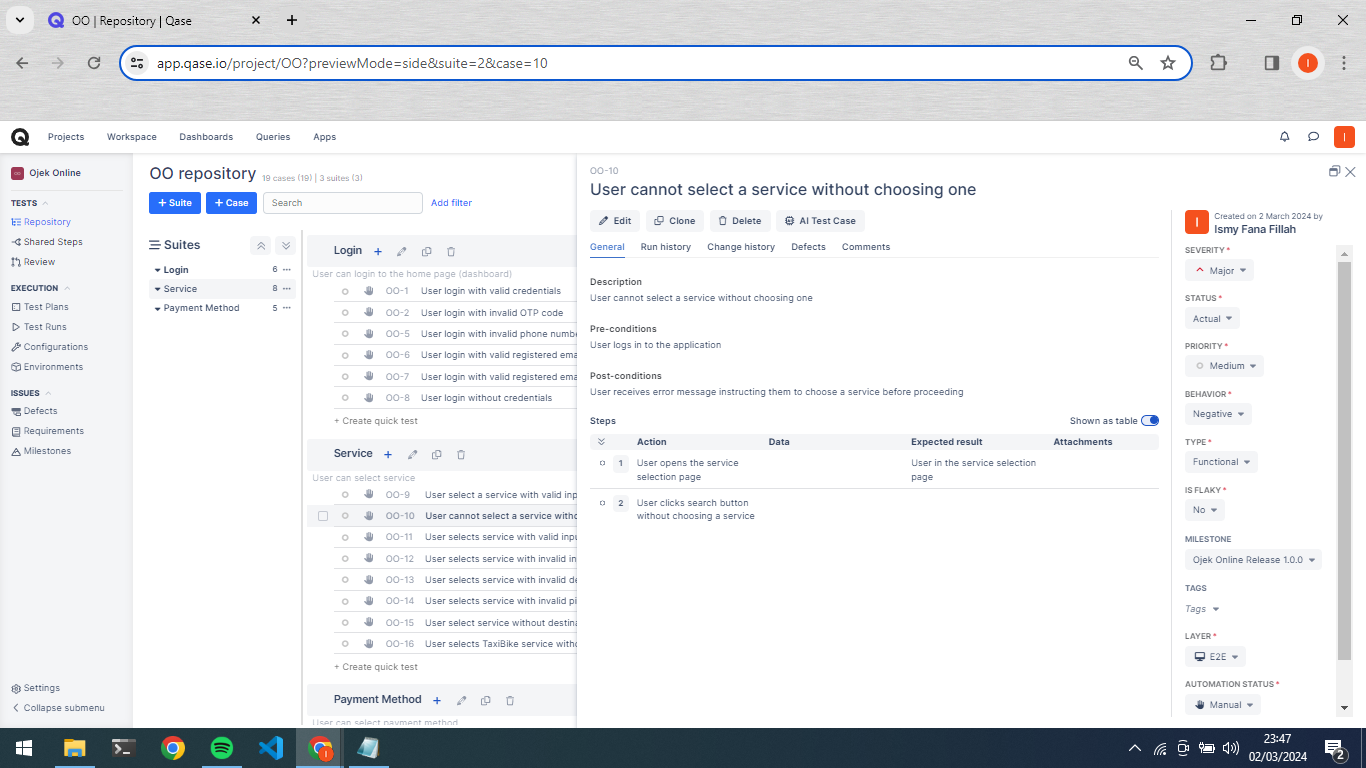 OO | Repository | Qase
app.qase.io/project/OO?previewMode=side&suite=2&case=10
Projects Workspace Dashboards Queries Apps
Ojek Online
TESTS
Repository
Shared Steps
Review
EXECUTION
Test Plans
Test Runs
Configurations
Environments
ISSUES
Defects
Requirements
Milestones
Settings
Collapse submenu
OO repository 19 cases (19) | 3 suites (3)
+ Suite + Case Search Add filter
Suites
Login 6
Service 8
Payment Method 5
Login
User can login to the home page (dashboard)
OO-1 User login with valid credentials
OO-2 User login with invalid OTP code
OO-5 User login with invalid phone numbe
OO-6 User login with valid registered ema
OO-7 User login with valid registered ema
OO-8 User login without credentials
+ Create quick test
Service
User can select service
OO-9 User select a service with valid inp
OO-10 User cannot select a service witho
OO-11 User selects service with valid inpu
OO-12 User selects service with invalid in
OO-13 User selects service with invalid de
OO-14 User selects service with invalid pi
OO-15 User select service without destina
OO-16 User selects TaxiBike service witho
+ Create quick test
Payment Method
User can select payment method
OO-10
User cannot select a service without choosing one
Edit Clone Delete AI Test Case
General Run history Change history Defects Comments
Description
User cannot select a service without choosing one
Pre-conditions
User logs in to the application
Post-conditions
User receives error message instructing them to choose a service before proceeding
Steps Shown as table
Action Data Expected result Attachments
1 User opens the service selection page User in the service selection page
2 User clicks search button without choosing a service
I Created on 2 March 2024 by
Ismy Fana Fillah
SEVERITY *
Major
STATUS *
Actual
PRIORITY *
Medium
BEHAVIOR *
Negative
TYPE *
Functional
IS FLAKY *
No
MILESTONE
Ojek Online Release 1.0.0
TAGS
Tags
LAYER *
E2E
AUTOMATION STATUS *
Manual
23:47
02/03/2024
2